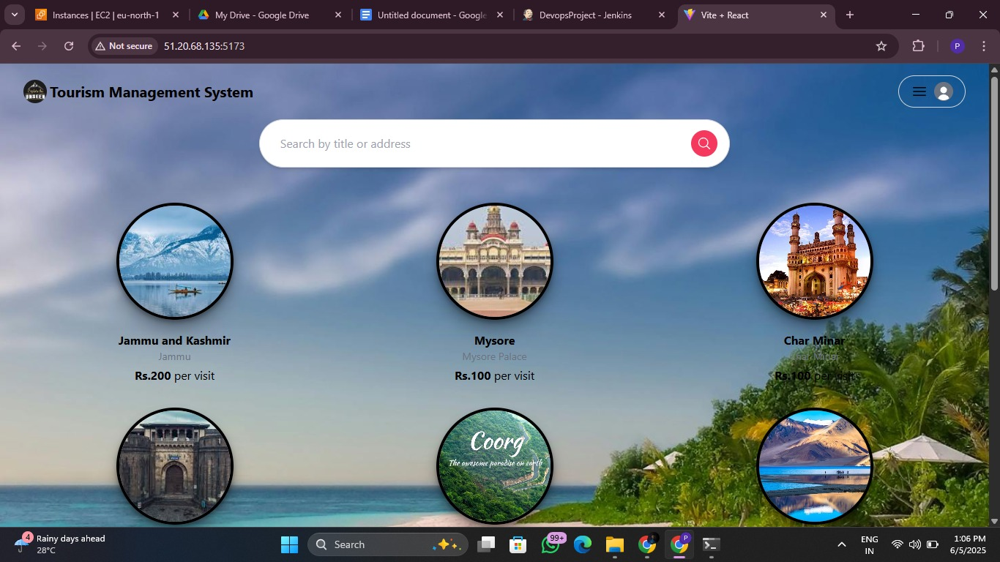 Instances | EC2 | eu-north-1
My Drive - Google Drive
Untitled document - Google
DevopsProject - Jenkins
Vite + React
Not secure
51.20.68.135:5173
P
UNSEEN
Tourism Management System
Search by title or address
Jammu and Kashmir
Jammu
Rs.200 per visit
Mysore
Mysore Palace
Rs.100 per visit
Char Minar
Char Minar
Rs.100 per visit
Coorg
The awesome paradise on earth
4
Rainy days ahead
28°C
Search
99+
P
ENG
IN
1:06 PM
6/5/2025